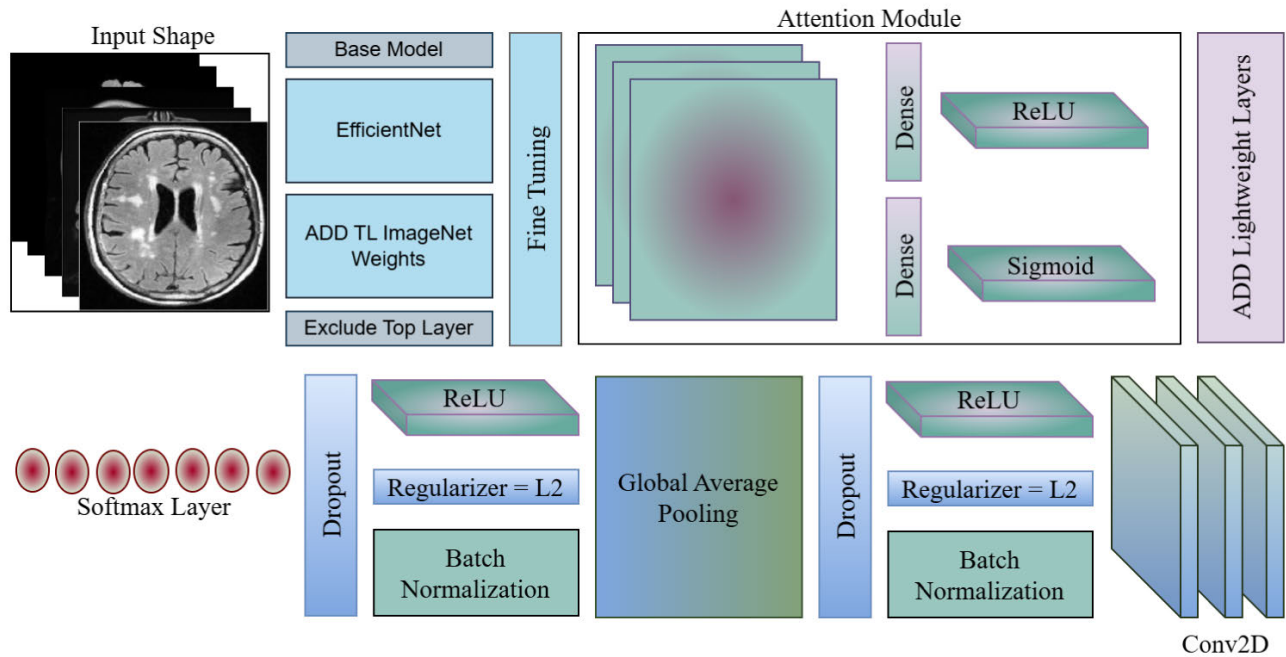 Input Shape
Base Model
EfficientNet
ADD TL ImageNet
Weights
Exclude Top Layer
Fine Tuning
Attention Module
Dense
ReLU
Dense
Sigmoid
ADD Lightweight Layers
Softmax Layer
Dropout
ReLU
Regularizer = L2
Batch
Normalization
Global Average
Pooling
Dropout
ReLU
Regularizer = L2
Batch
Normalization
Conv2D